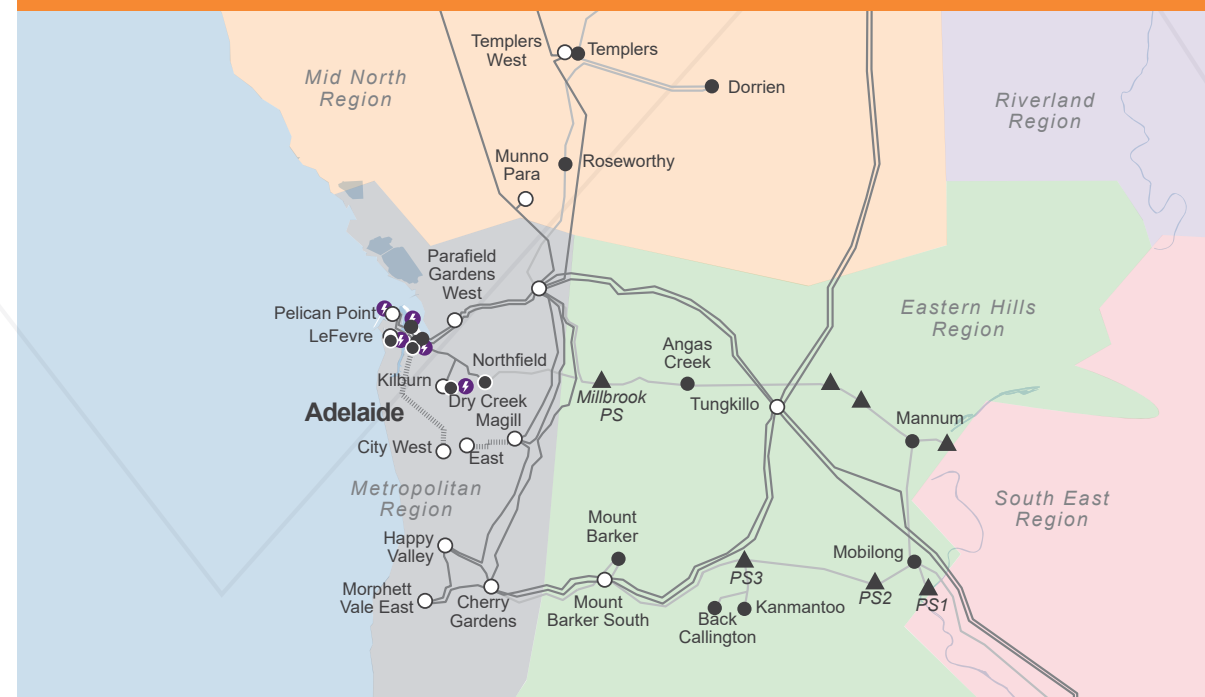 Templers
West
Templers
Mid North
Region
Dorrien
Riverland
Region
Munno
Para
Roseworthy
Parafield
Gardens
West
Pelican Point
LeFevre
Eastern Hills
Region
Angas
Creek
Northfield
Kilburn
Millbrook
PS
Dry Creek
Tungkillo
Adelaide
Magill
Mannum
City West
East
Metropolitan
Region
South East
Region
Mount
Barker
Happy
Valley
Mobilong
PS3
Morphett
Vale East
Cherry
Gardens
Mount
Barker South
PS2
PS1
Back
Callington
Kanmantoo